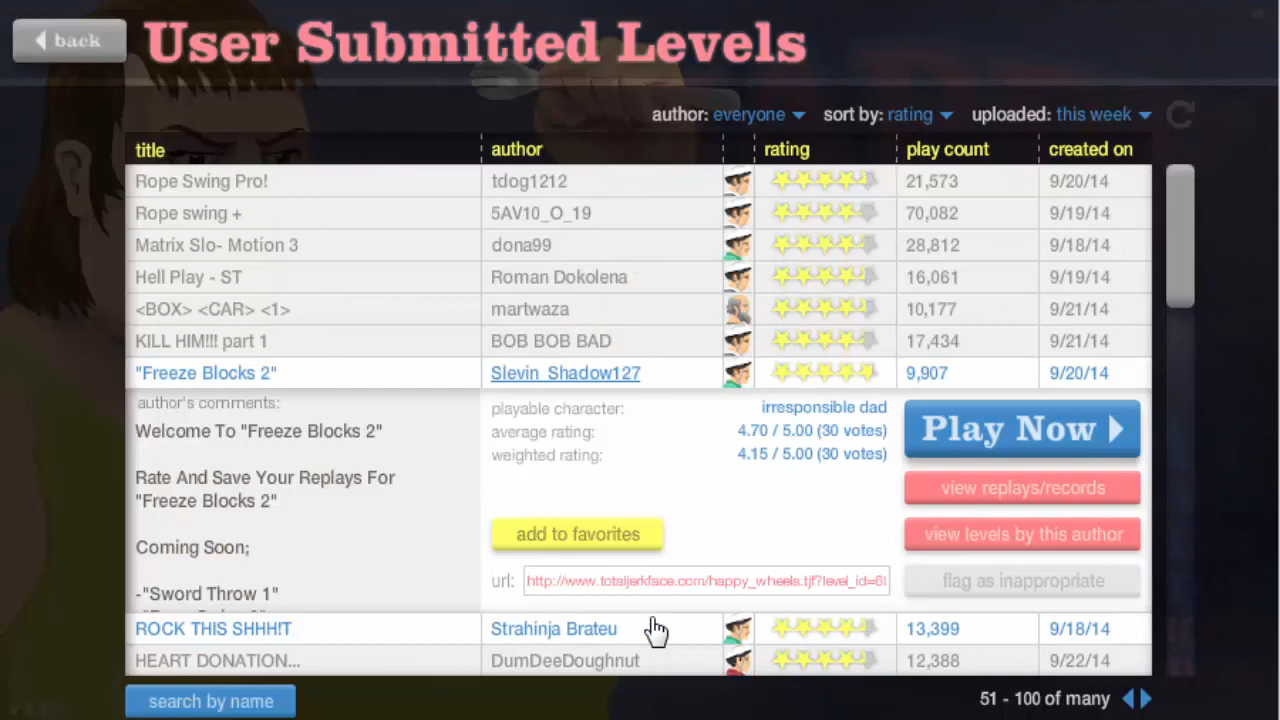 back
User Submitted Levels
author: everyone sort by: rating uploaded: this week
title author rating play count created on
Rope Swing Pro! tdog1212 21,573 9/20/14
Rope swing + 5AV10_O_19 70,082 9/19/14
Matrix Slo- Motion 3 dona99 28,812 9/18/14
Hell Play - ST Roman Dokolena 16,061 9/19/14
<BOX> <CAR> <1> martwaza 10,177 9/21/14
KILL HIM!!! part 1 BOB BOB BAD 17,434 9/21/14
"Freeze Blocks 2" Slevin_Shadow127 9,907 9/20/14
author's comments:
Welcome To "Freeze Blocks 2"
Rate And Save Your Replays For
"Freeze Blocks 2"
Coming Soon;
-"Sword Throw 1"
playable character: irresponsible dad
average rating: 4.70 / 5.00 (30 votes)
weighted rating: 4.15 / 5.00 (30 votes)
add to favorites
url: http://www.totaljerkface.com/happy_wheels.tjf?level_id=6
Play Now
view replays/records
view levels by this author
flag as inappropriate
ROCK THIS SHHH!T Strahinja Brateu 13,399 9/18/14
HEART DONATION... DumDeeDoughnut 12,388 9/22/14
search by name
51 - 100 of many